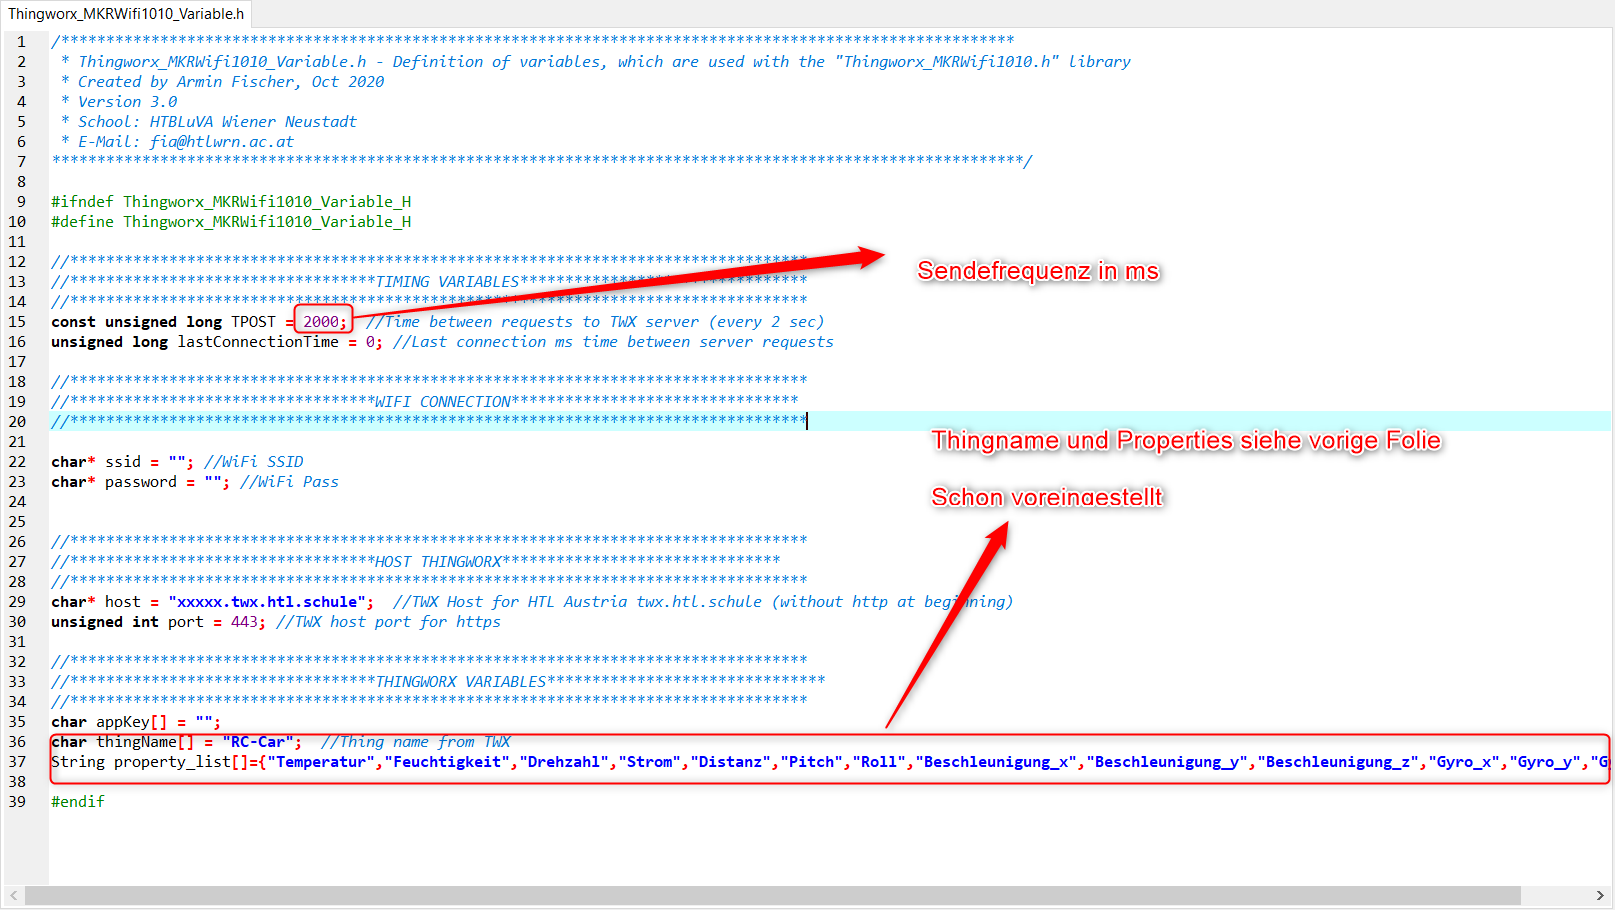 Thingworx_MKRWifi1010_Variable.h
1 /**********************************************************************************************************
2 * Thingworx_MKRWifi1010_Variable.h - Definition of variables, which are used with the "Thingworx_MKRWifi1010.h" library
3 * Created by Armin Fischer, Oct 2020
4 * Version 3.0
5 * School: HTBLuVA Wiener Neustadt
6 * E-Mail: fia@htlwrn.ac.at
7 ************************************************************************************************************/
8
9 #ifndef Thingworx_MKRWifi1010_Variable_H
10 #define Thingworx_MKRWifi1010_Variable_H
11
12 //**********************************************************************************
13 //**********************************TIMING VARIABLES********************************
Sendefrequenz in ms
14 //**********************************************************************************
15 const unsigned long TPOST = 2000; //Time between requests to TWX server (every 2 sec)
16 unsigned long lastConnectionTime = 0; //Last connection ms time between server requests
17
18 //**********************************************************************************
19 //**********************************WIFI CONNECTION********************************
20 //**********************************************************************************
21
Thingname und Properties siehe vorige Folie
22 char* ssid = ""; //WiFi SSID
23 char* password = ""; //WiFi Pass
24
Schon voreingestellt
25
26 //**********************************************************************************
27 //**********************************HOST THINGWORX*******************************
28 //**********************************************************************************
29 char* host = "xxxxx.twx.htl.schule"; //TWX Host for HTL Austria twx.htl.schule (without http at beginning)
30 unsigned int port = 443; //TWX host port for https
31
32 //**********************************************************************************
33 //**********************************THINGWORX VARIABLES*******************************
34 //**********************************************************************************
35 char appKey[] = "";
36 char thingName[] = "RC-Car"; //Thing name from TWX
37 String property_list[]={"Temperatur","Feuchtigkeit","Drehzahl","Strom","Distanz","Pitch","Roll","Beschleunigung_x","Beschleunigung_y","Beschleunigung_z","Gyro_x","Gyro_y","G
38
39 #endif